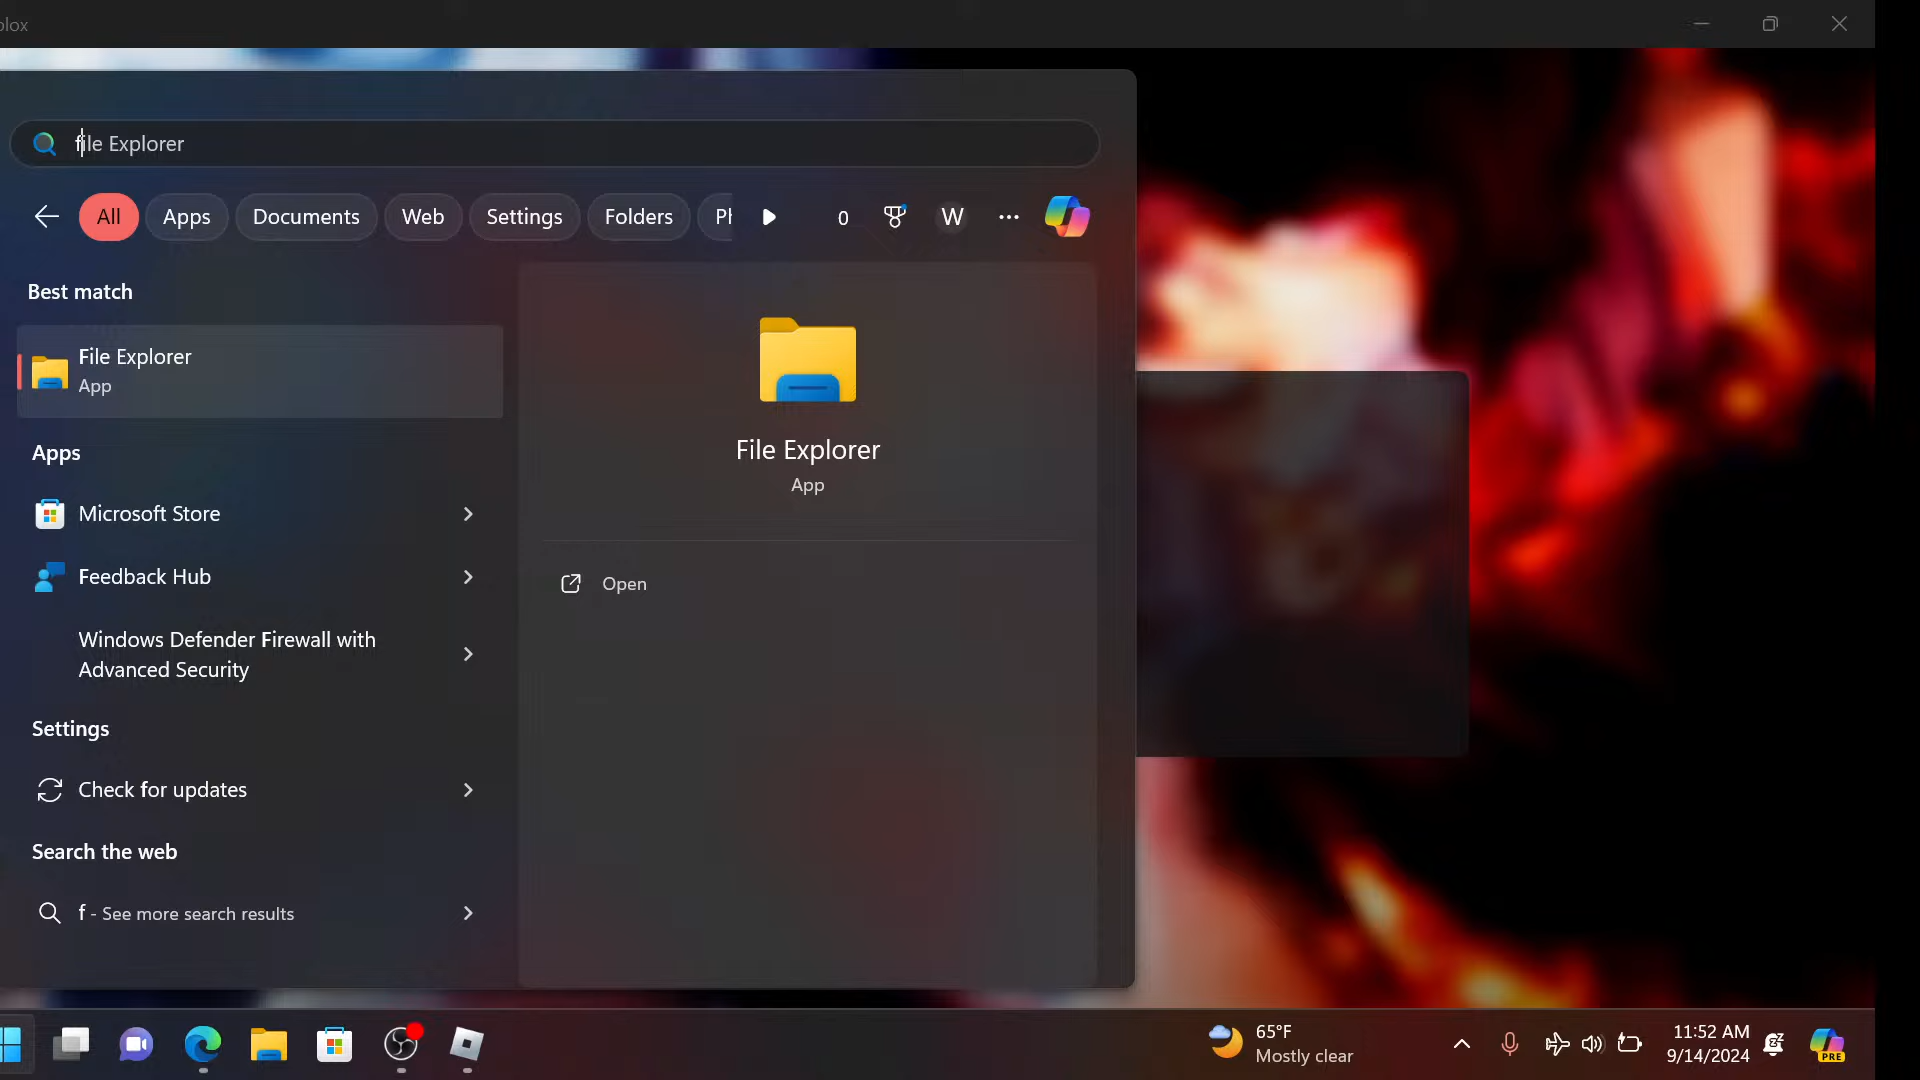 blox
file Explorer
All
Apps
Documents
Web
Settings
Folders
Ph
0
W
Best match
File Explorer
App
Apps
Microsoft Store
Feedback Hub
Windows Defender Firewall with
Advanced Security
Settings
Check for updates
Search the web
f - See more search results
File Explorer
App
Open
65°F
Mostly clear
11:52 AM
9/14/2024
PRE